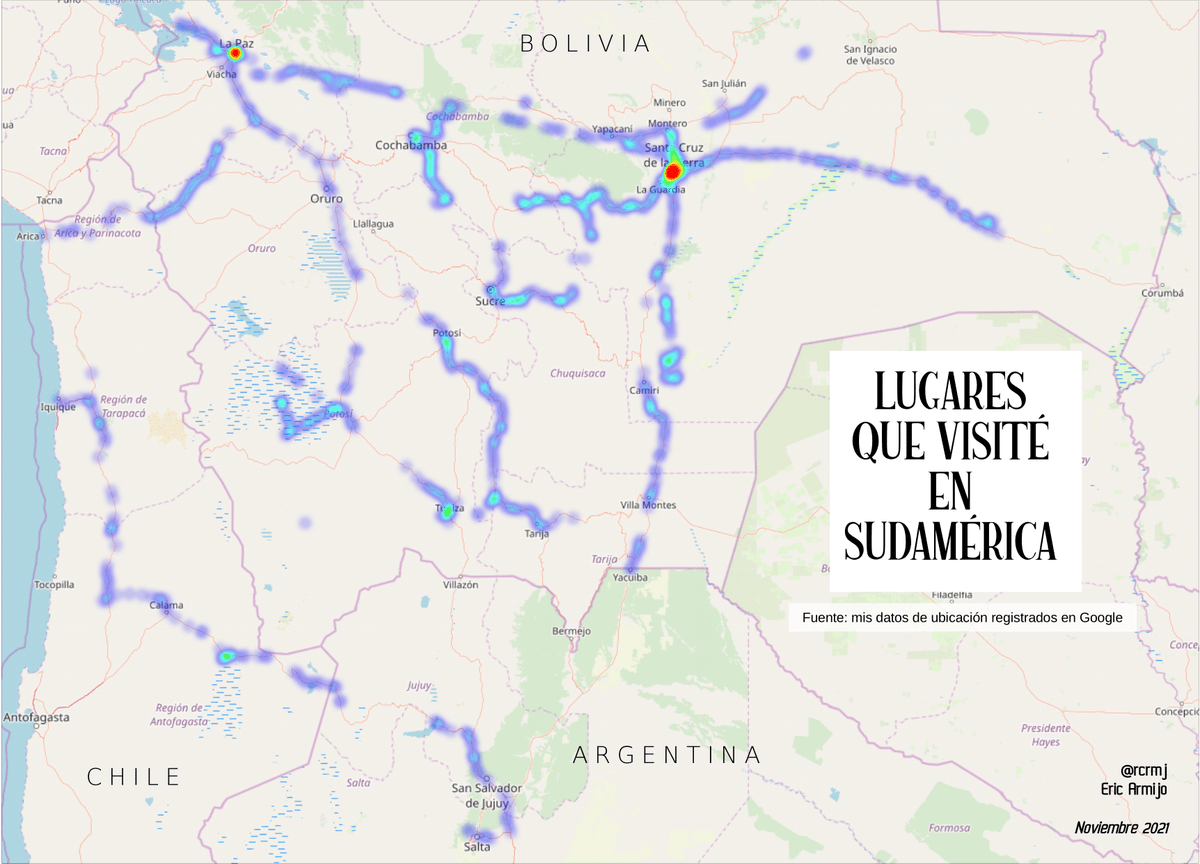 BOLIVIA
La Paz
Viacha
San Ignacio
de Velasco
San Julián
Minero
Montero
Cochabamba
Yapacaní
Cochabamba
Santa Cruz
de la Sierra
La Guardia
Tacna
Tacna
Oruro
Llallagua
Región de
Arica y Parinacota
Arica
Oruro
Sucre
Corumbá
Potosí
Chuquisaca
Camiri
Iquique
Región de
Tarapacá
Potosí
LUGARES
QUE VISITÉ
EN
SUDAMÉRICA
Villa Montes
Tarija
Tarija
Yacuiba
Tocopilla
Villazón
Calama
Filadelfia
Fuente: mis datos de ubicación registrados en Google
Bermejo
Jujuy
Región de
Antofagasta
Antofagasta
Presidente
Hayes
ARGENTINA
CHILE
Salta
San Salvador
de Jujuy
@rcrmj
Eric Armijo
Salta
Formosa
Noviembre 2021